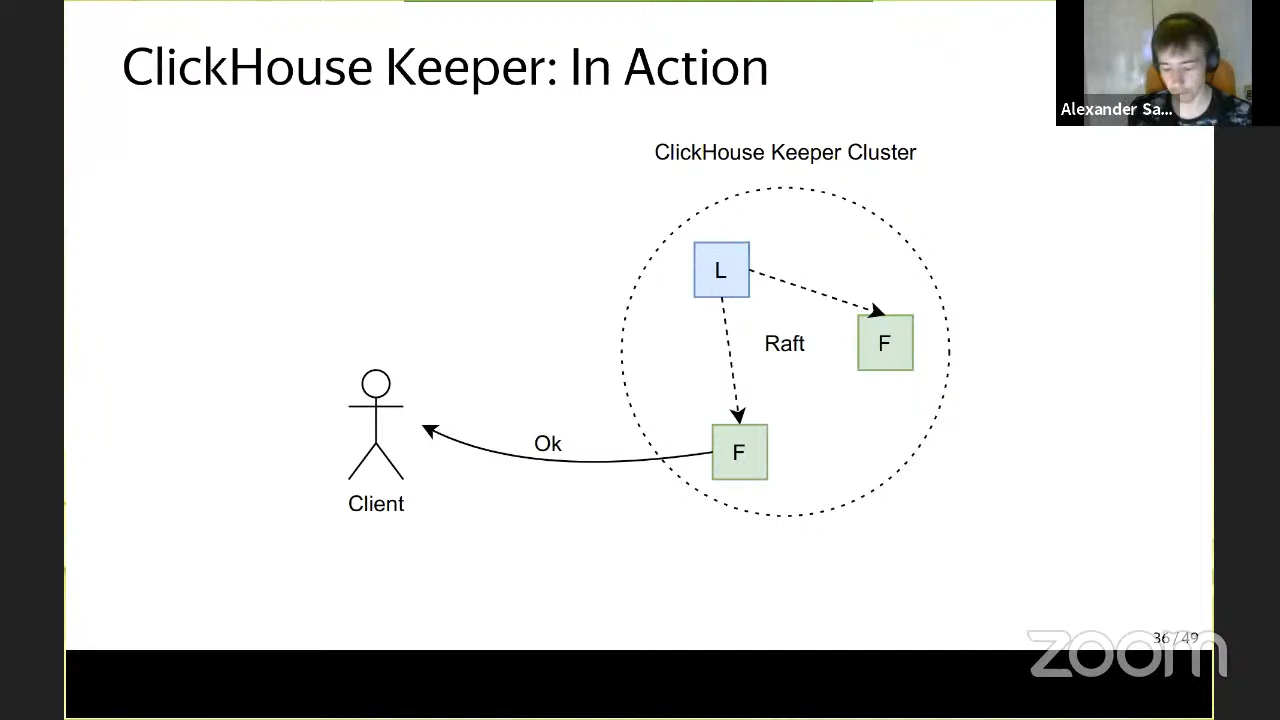 ClickHouse Keeper: In Action
Alexander Sa...
ClickHouse Keeper Cluster
L
F
Raft
Ok
F
Client
36 / 49
zoom